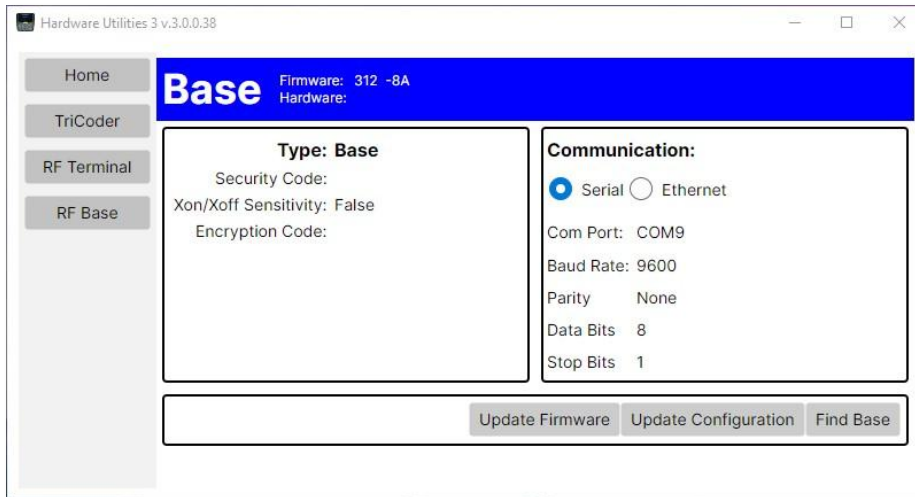 Hardware Utilities 3 v.3.0.0.38
Home
TriCoder
RF Terminal
RF Base
Base
Firmware: 312 -8A
Hardware:
Type: Base
Security Code:
Xon/Xoff Sensitivity: False
Encryption Code:
Communication:
Serial Ethernet
Com Port: COM9
Baud Rate: 9600
Parity None
Data Bits 8
Stop Bits 1
Update Firmware Update Configuration Find Base